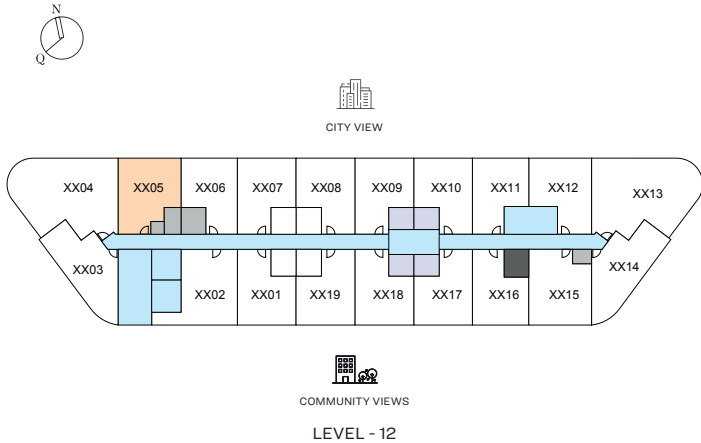 N
Q
CITY VIEW
XX04 XX05 XX06 XX07 XX08 XX09 XX10 XX11 XX12 XX13
XX03 XX14
XX02 XX01 XX19 XX18 XX17 XX16 XX15
COMMUNITY VIEWS
LEVEL - 12